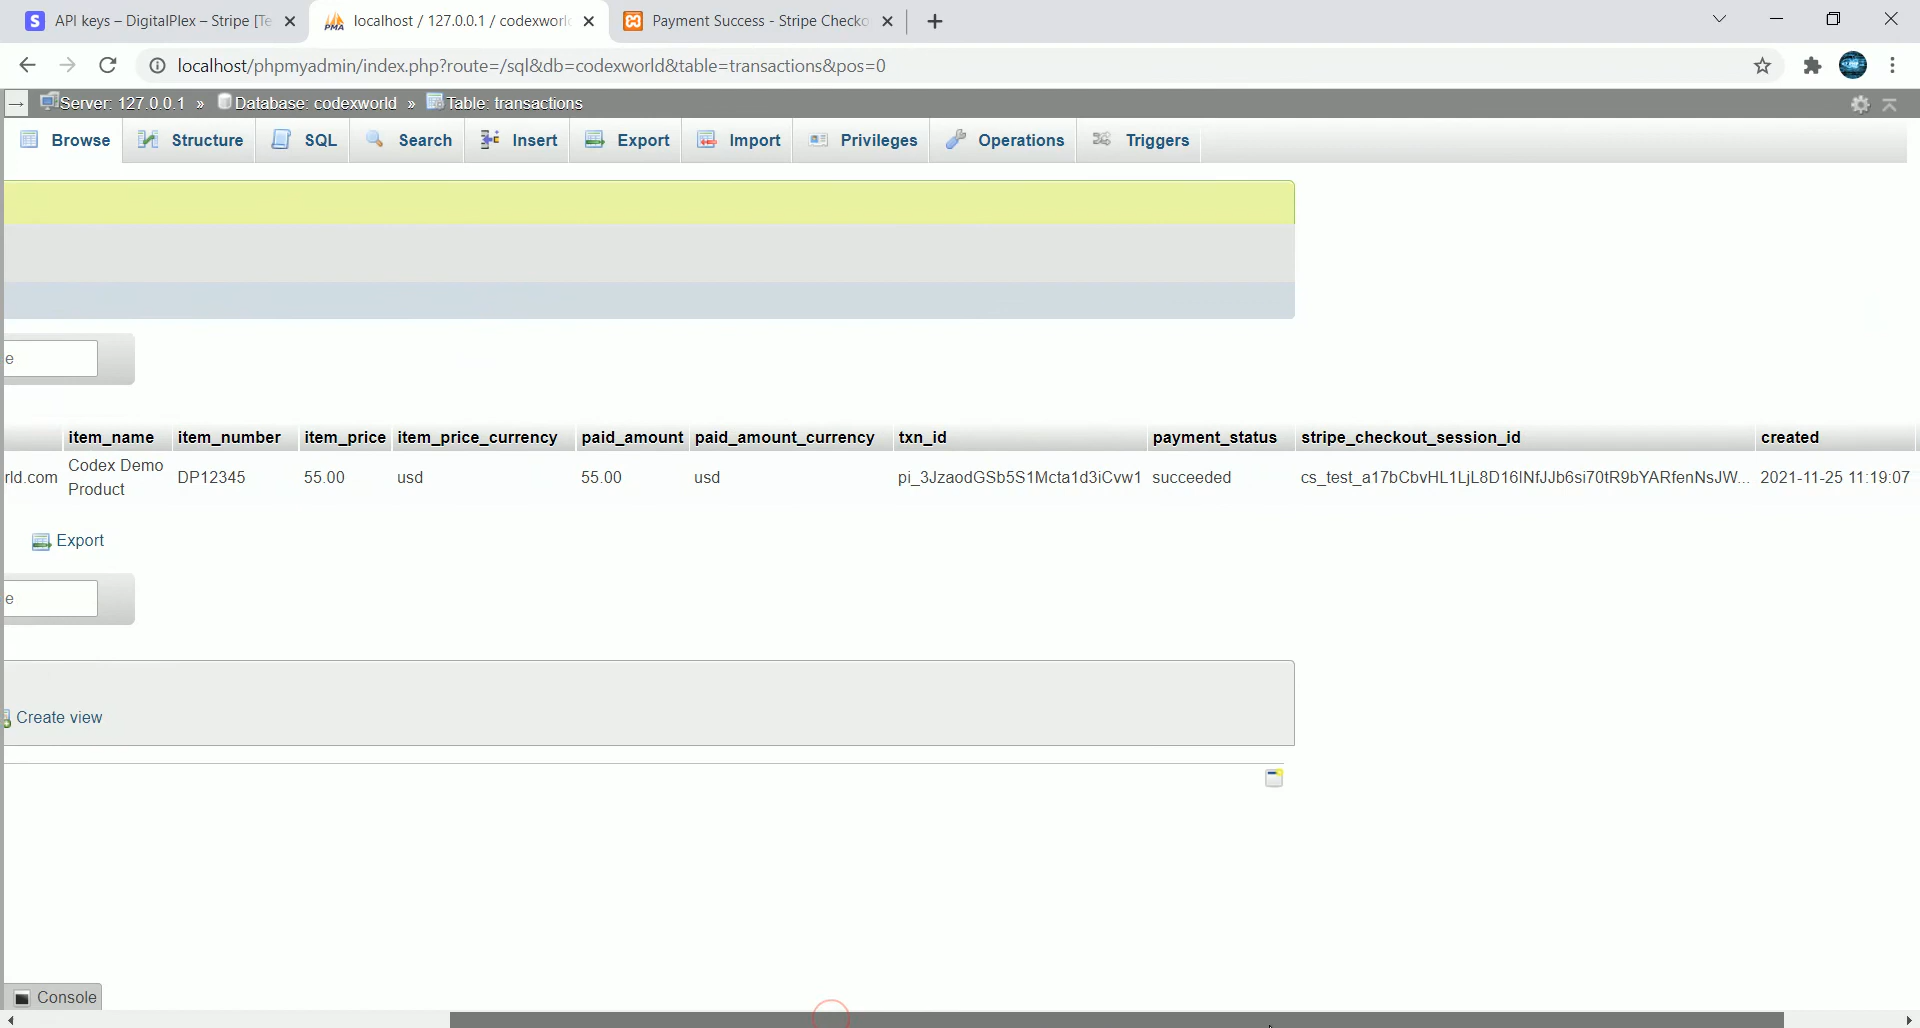 API keys – DigitalPlex – Stripe [Te
localhost / 127.0.0.1 / codexworl
Payment Success - Stripe Checko
localhost/phpmyadmin/index.php?route=/sql&db=codexworld&table=transactions&pos=0
Server: 127.0.0.1 » Database: codexworld » Table: transactions
Browse Structure SQL Search Insert Export Import Privileges Operations Triggers
e
item_name item_number item_price item_price_currency paid_amount paid_amount_currency txn_id payment_status stripe_checkout_session_id created
rld.com Codex Demo Product DP12345 55.00 usd 55.00 usd pi_3JzaodGSb5S1Mcta1d3iCvw1 succeeded cs_test_a17bCbvHL1LjL8D16lNfJJb6si70tR9bYARfenNsJW... 2021-11-25 11:19:07
Export
e
Create view
Console